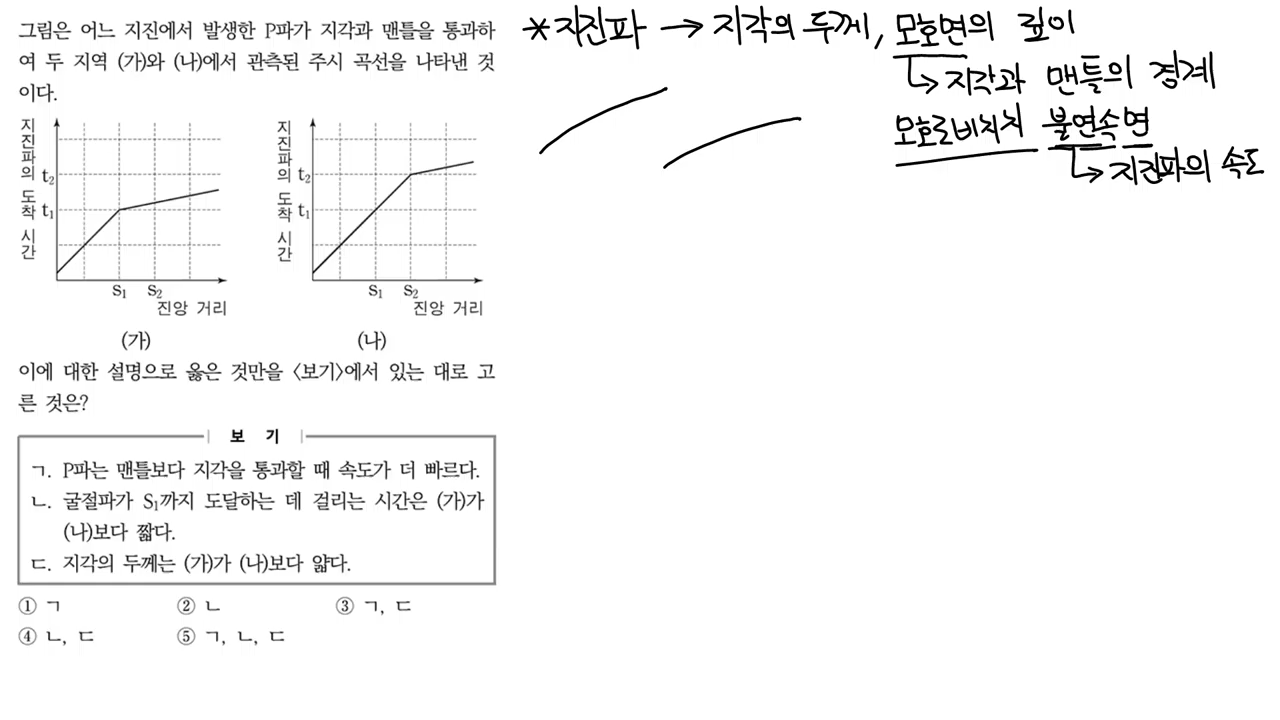 그림은 어느 지진에서 발생한 P파가 지각과 맨틀을 통과하
여 두 지역 (가)와 (나)에서 관측된 주시 곡선을 나타낸 것
이다.
지진파의 도착 시간
t₂
t₁
S₁ S₂
진앙 거리
(가)
지진파의 도착 시간
t₂
t₁
S₁ S₂
진앙 거리
(나)
이에 대한 설명으로 옳은 것만을 〈보기〉에서 있는 대로 고
른 것은?
보 기
ㄱ. P파는 맨틀보다 지각을 통과할 때 속도가 더 빠르다.
ㄴ. 굴절파가 S₁까지 도달하는 데 걸리는 시간은 (가)가
(나)보다 짧다.
ㄷ. 지각의 두께는 (가)가 (나)보다 얇다.
① ㄱ ② ㄴ ③ ㄱ, ㄷ
④ ㄴ, ㄷ ⑤ ㄱ, ㄴ, ㄷ
*지진파 → 지각의 두께, 모호면의 깊이
↳ 지각과 맨틀의 경계
모호로비치치 불연속면
↳ 지진파의 속도